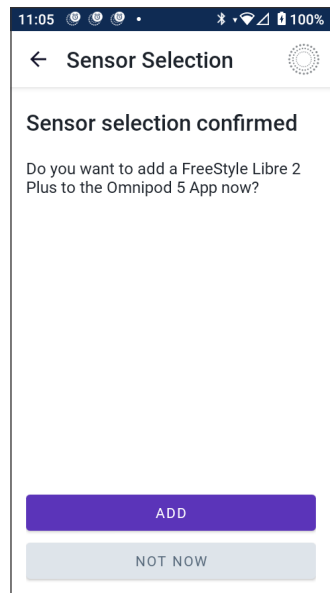 11:05 100%
Sensor Selection
Sensor selection confirmed
Do you want to add a FreeStyle Libre 2
Plus to the Omnipod 5 App now?
ADD
NOT NOW